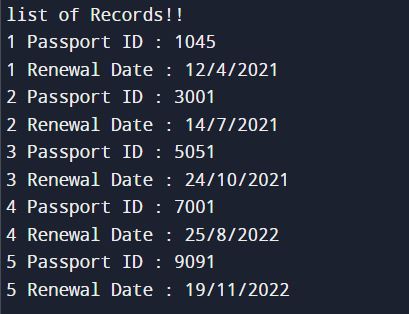 list of Records!!
1 Passport ID : 1045
1 Renewal Date : 12/4/2021
2 Passport ID : 3001
2 Renewal Date : 14/7/2021
3 Passport ID : 5051
3 Renewal Date : 24/10/2021
4 Passport ID : 7001
4 Renewal Date : 25/8/2022
5 Passport ID : 9091
5 Renewal Date : 19/11/2022